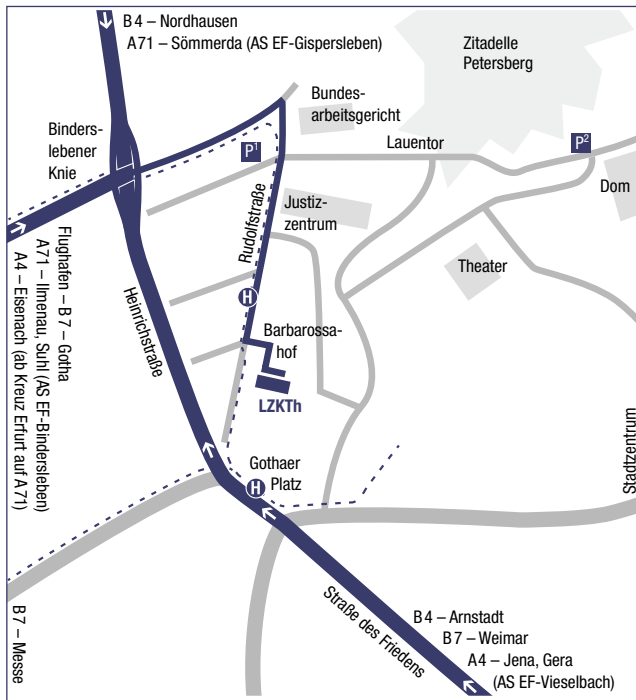 B 4 – Nordhausen
A71 – Sömmerda (AS EF-Gispersleben)
Zitadelle
Petersberg
Bundes-
arbeitsgericht
Binders-
lebener
Knie
P¹
Lauentor
P²
Dom
Justiz-
zentrum
Rudolfstraße
Theater
Flughafen – B 7 – Gotha
A71 – Ilmenau, Suhl (AS EF-Bindersleben)
A4 – Eisenach (ab Kreuz Erfurt auf A71)
Heinrichstraße
H
Barbarossa-
hof
LZKTh
Stadtzentrum
Gothaer
Platz
H
B 7 – Messe
Straße des Friedens
B 4 – Arnstadt
B 7 – Weimar
A4 – Jena, Gera
(AS EF-Vieselbach)